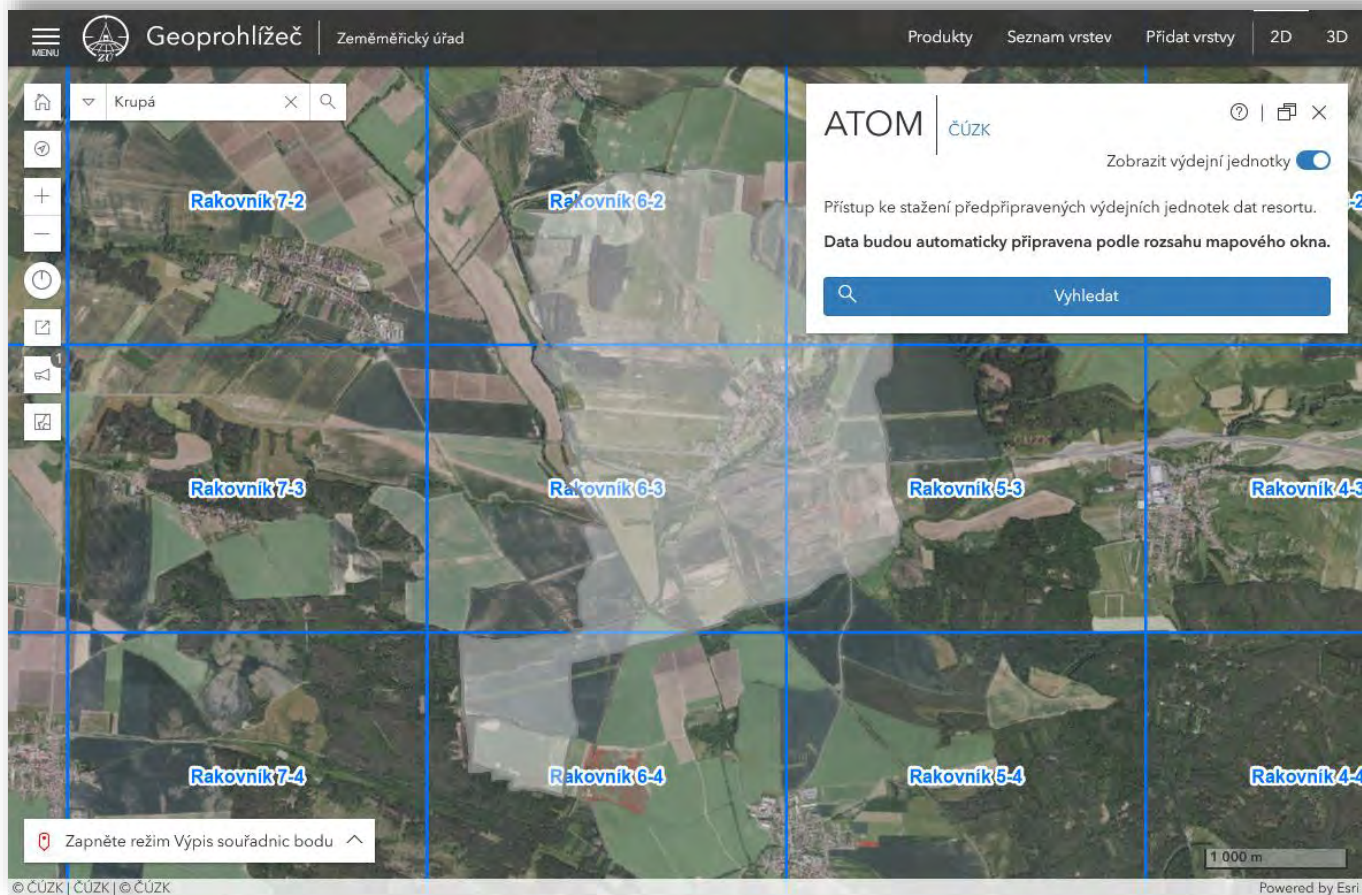 MENU
ZÚ
Geoprohlížeč
Zeměměřický úřad
Produkty
Seznam vrstev
Přidat vrstvy
2D
3D
Krupá
ATOM
ČÚZK
Zobrazit výdejní jednotky
Přístup ke stažení předpřipravených výdejních jednotek dat resortu.
Data budou automaticky připravena podle rozsahu mapového okna.
Vyhledat
Rakovník 7-2
Rakovník 6-2
-2
1
Rakovník 7-3
Rakovník 6-3
Rakovník 5-3
Rakovník 4-3
Rakovník 7-4
Rakovník 6-4
Rakovník 5-4
Rakovník 4-4
Zapněte režim Výpis souřadnic bodu
1 000 m
© ČÚZK | ČÚZK | © ČÚZK
Powered by Esri